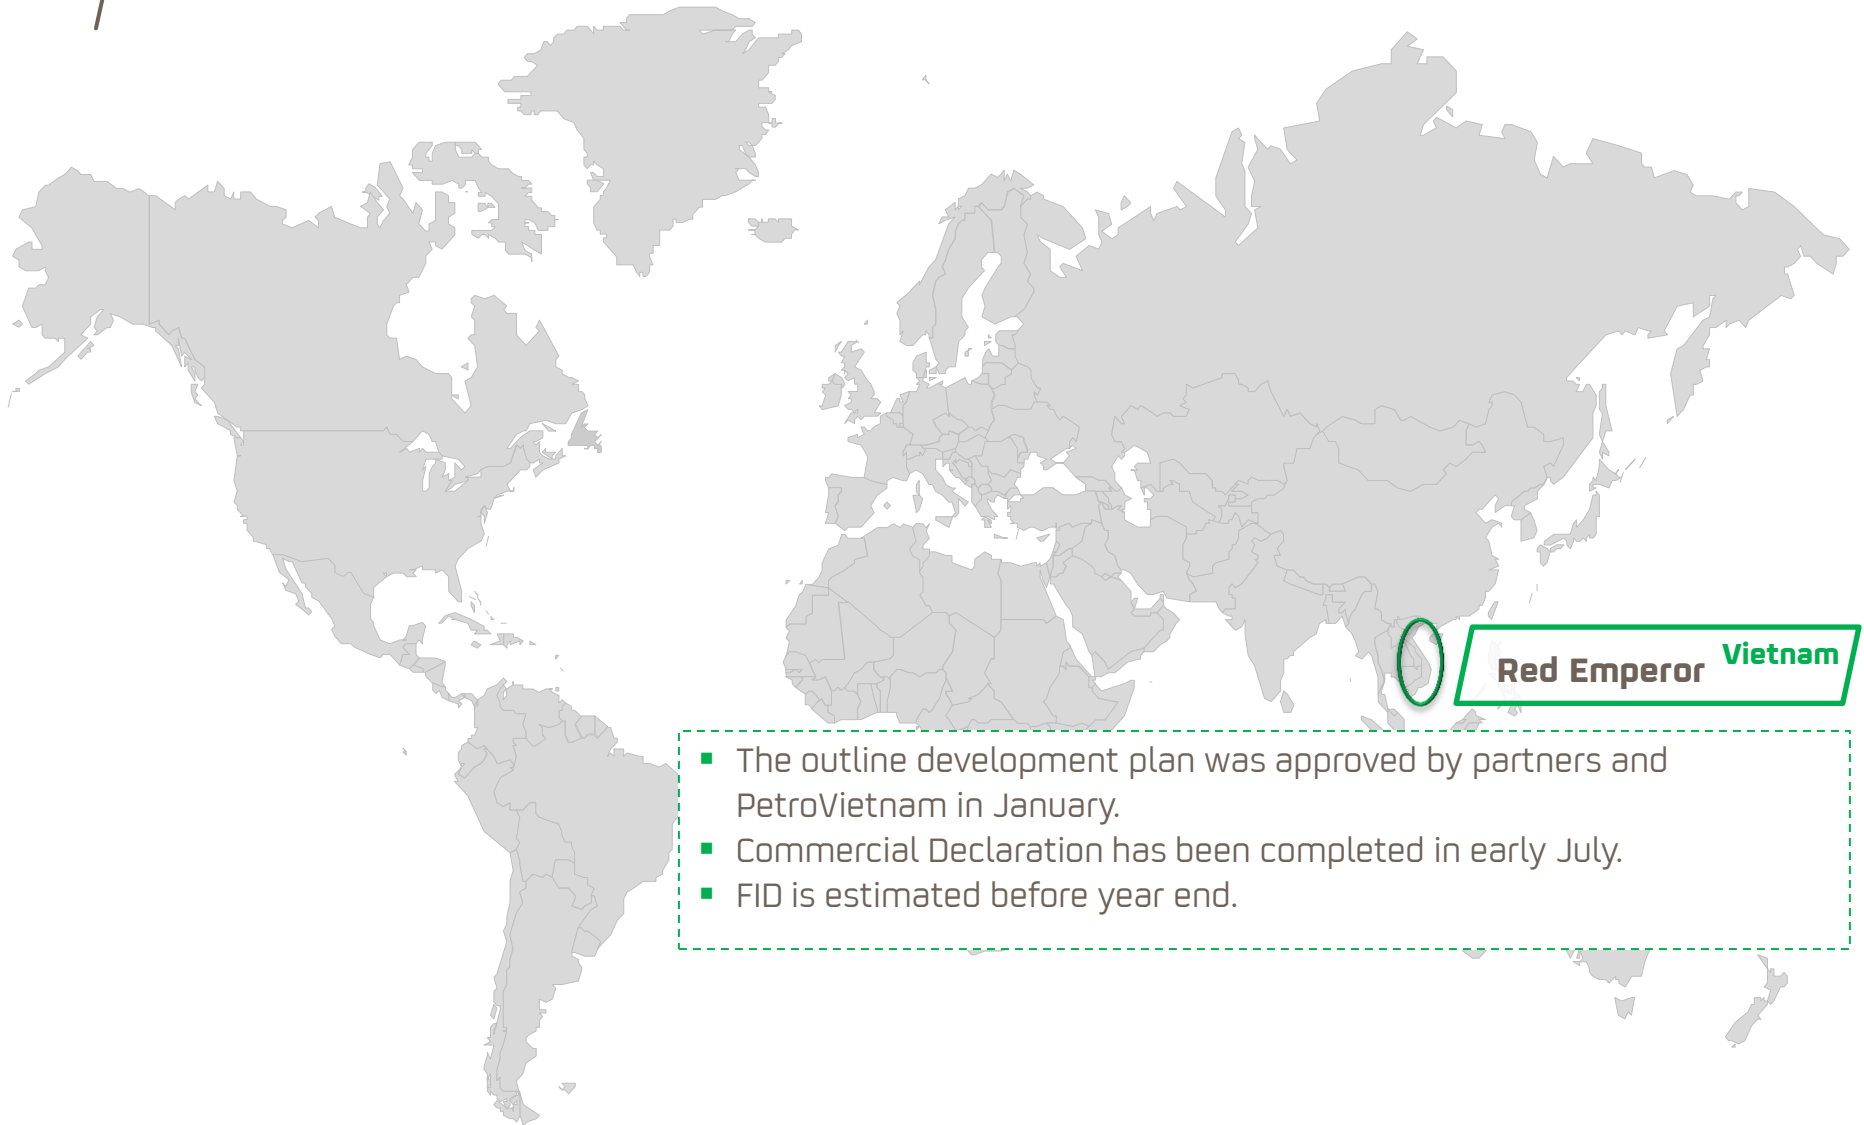 Red Emperor Vietnam
▪ The outline development plan was approved by partners and
PetroVietnam in January.
▪ Commercial Declaration has been completed in early July.
▪ FID is estimated before year end.